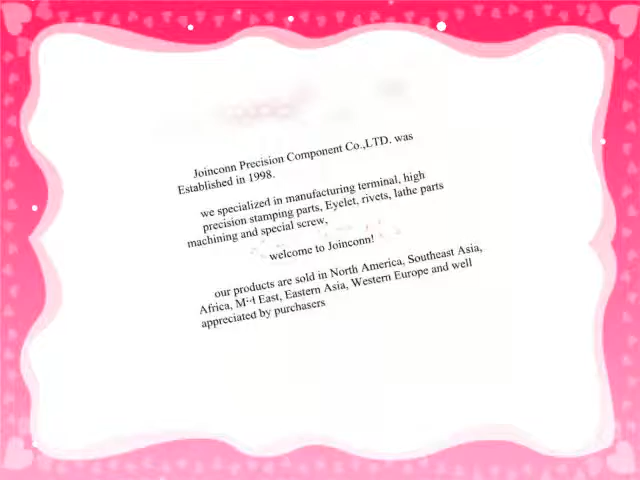 Joinconn Precision Component Co.,LTD. was
Established in 1998.
we specialized in manufacturing terminal, high
precision stamping parts, Eyelet, rivets, lathe parts
machining and special screw,
welcome to Joinconn!
our products are sold in North America, Southeast Asia,
Africa, East, Eastern Asia, Western Europe and well
appreciated by purchasers